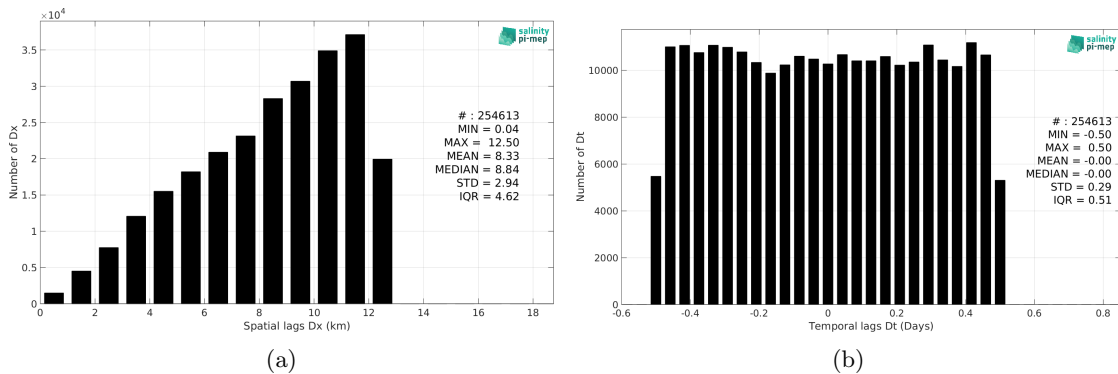 ×10⁴
3.5
3
2.5
2
1.5
1
0.5
0
Number of Dx
0 2 4 6 8 10 12 14 16 18
Spatial lags Dx (km)
salinity
pi-mep
# : 254613
MIN = 0.04
MAX = 12.50
MEAN = 8.33
MEDIAN = 8.84
STD = 2.94
IQR = 4.62
(a)
10000
8000
6000
4000
2000
0
Number of Dt
-0.6 -0.4 -0.2 0 0.2 0.4 0.6 0.8
Temporal lags Dt (Days)
salinity
pi-mep
# : 254613
MIN = -0.50
MAX = 0.50
MEAN = -0.00
MEDIAN = -0.00
STD = 0.29
IQR = 0.51
(b)